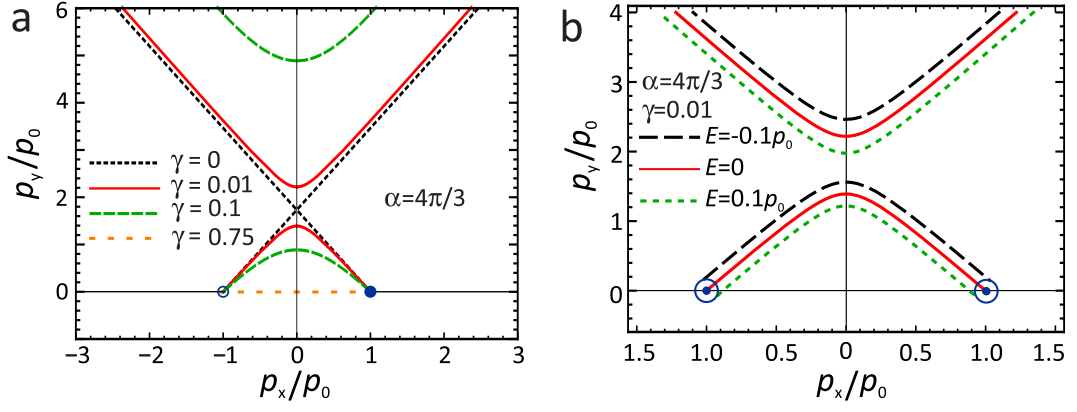 a
6
4
2
0
p_y/p_0
γ = 0
γ = 0.01
γ = 0.1
γ = 0.75
α=4π/3
−3 −2 −1 0 1 2 3
p_x/p_0
b
4
3
2
1
0
p_y/p_0
α=4π/3
γ=0.01
E=-0.1p_0
E=0
E=0.1p_0
1.5 1.0 0.5 0 0.5 1.0 1.5
p_x/p_0